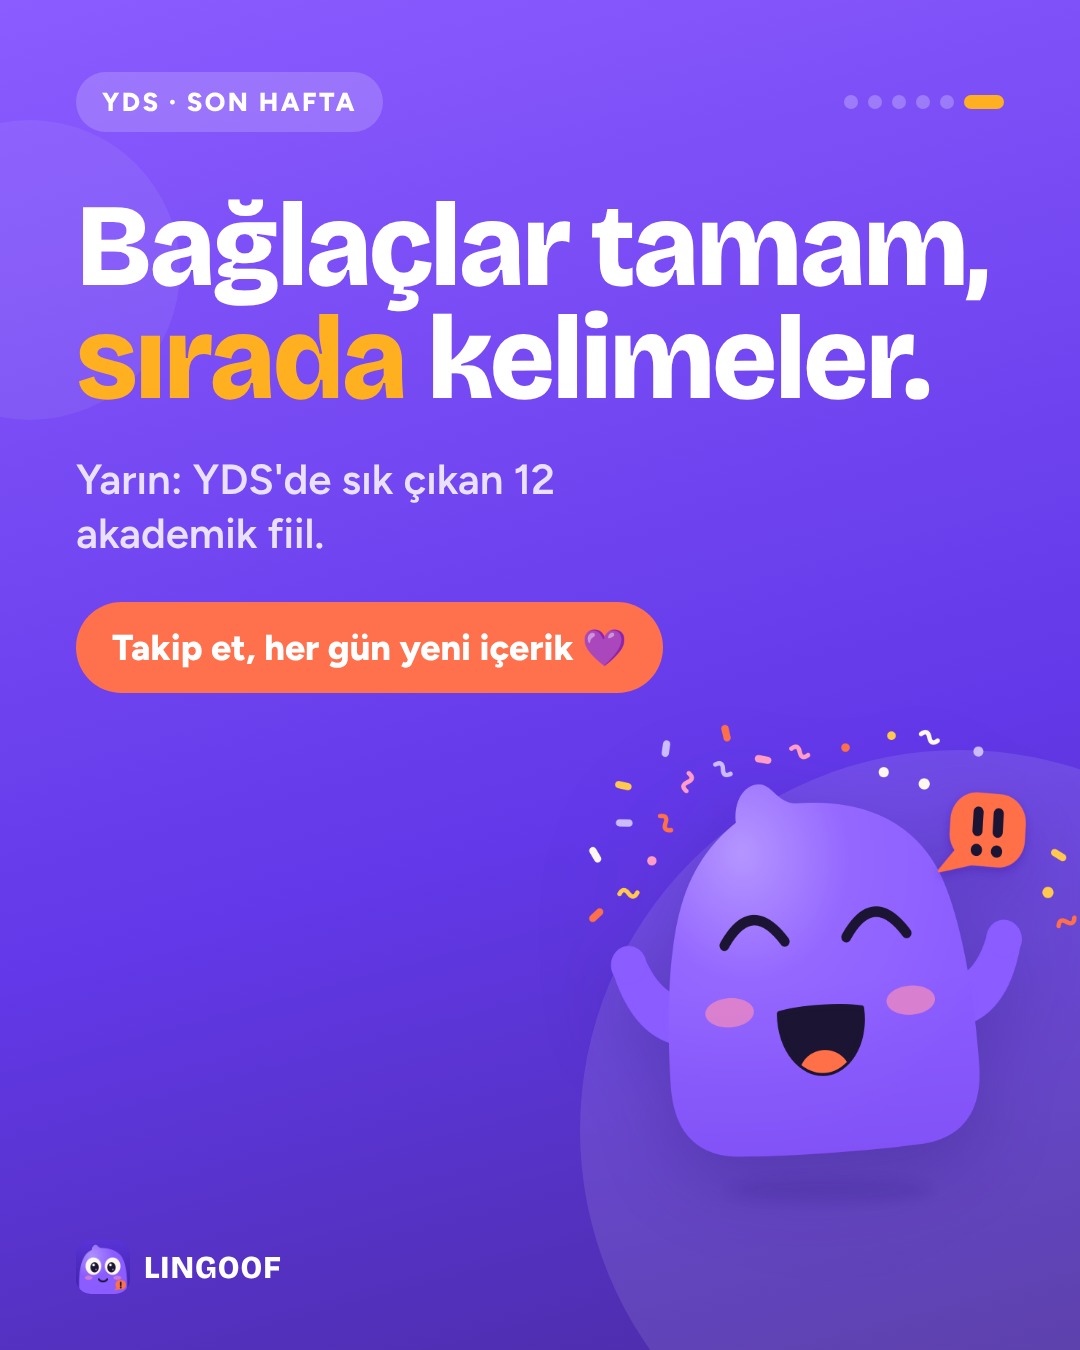 YDS · SON HAFTA
Bağlaçlar tamam,
sırada kelimeler.
Yarın: YDS'de sık çıkan 12
akademik fiil.
Takip et, her gün yeni içerik 💜
!!
LINGOOF